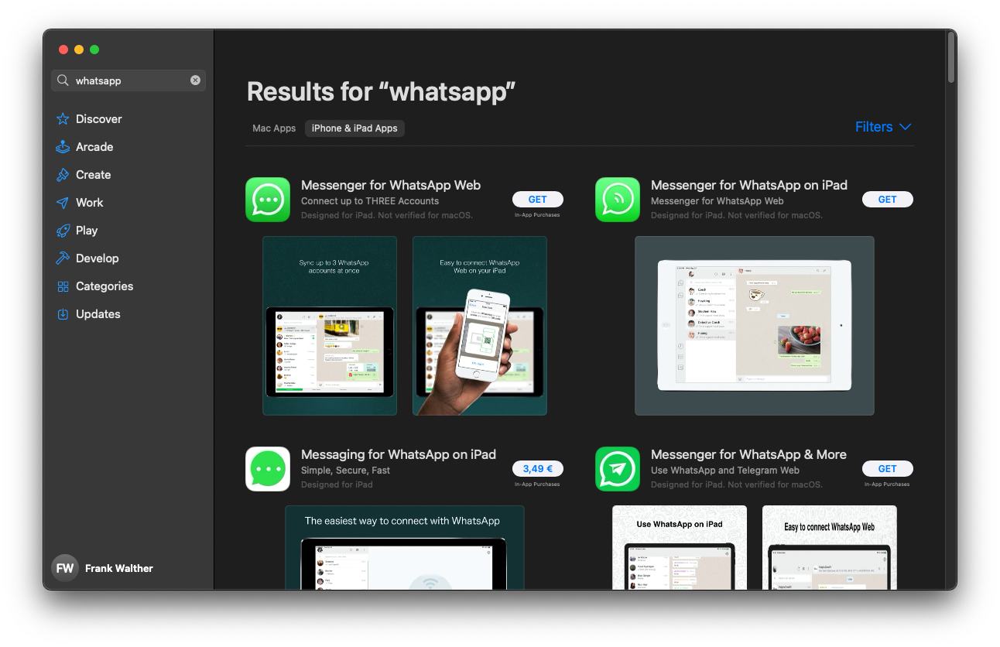 whatsapp
Discover
Arcade
Create
Work
Play
Develop
Categories
Updates
FW
Frank Walther
Results for “whatsapp”
Mac Apps
iPhone & iPad Apps
Filters
Messenger for WhatsApp Web
Connect up to THREE Accounts
Designed for iPad. Not verified for macOS.
GET
In-App Purchases
Messenger for WhatsApp on iPad
Messenger for WhatsApp Web
Designed for iPad. Not verified for macOS.
GET
Sync up to 3 WhatsApp
accounts at once
Easy to connect WhatsApp
Web on your iPad
Czech
Hawking
Stephen Haw
Detective Czech
Messaging for WhatsApp on iPad
Simple, Secure, Fast
Designed for iPad
3,49 €
In-App Purchases
Messenger for WhatsApp & More
Use WhatsApp and Telegram Web
Designed for iPad. Not verified for macOS.
GET
In-App Purchases
The easiest way to connect with WhatsApp
Use WhatsApp on iPad
Easy to connect WhatsApp Web